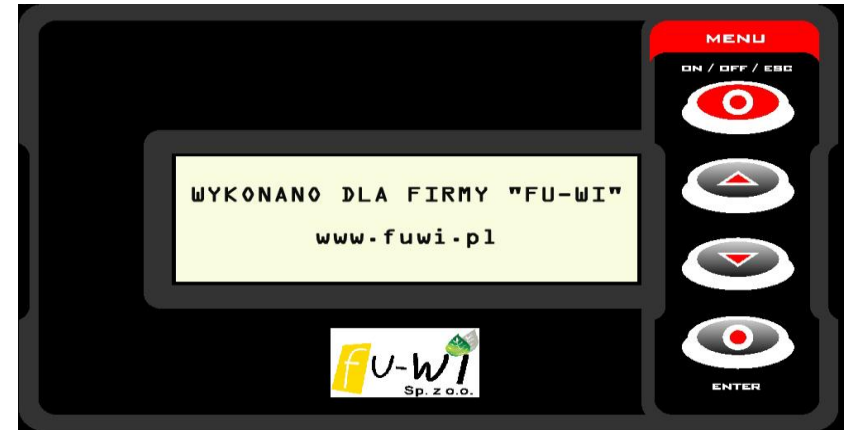 MENU
ON / OFF / ESC
WYKONANO DLA FIRMY "FU-WI"
www.fuwi.pl
fU-WI
Sp. z o.o.
ENTER